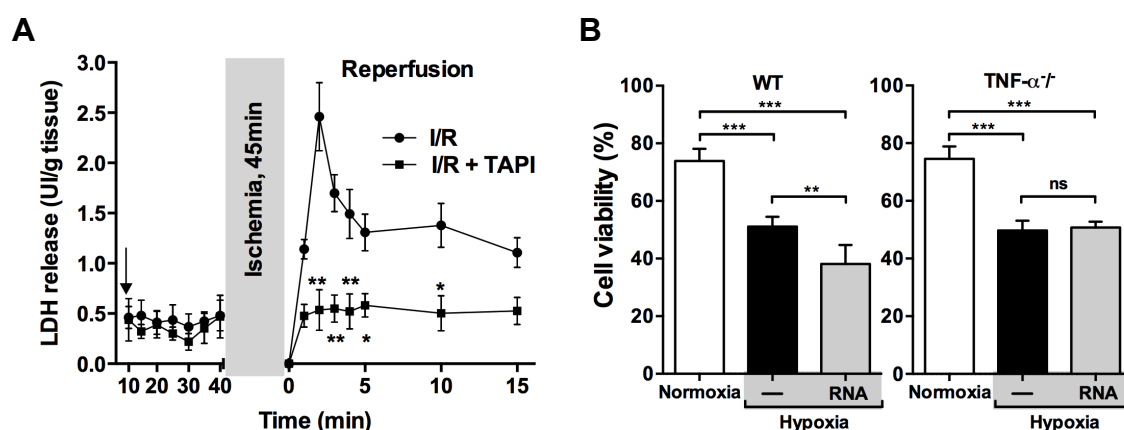 A
LDH release (UI/g tissue)
3.0
2.5
2.0
1.5
1.0
0.5
0.0
Ischemia, 45min
Reperfusion
I/R
I/R + TAPI
** ** *
** *
10 20 30 40 0 5 10 15
Time (min)
B
Cell viability (%)
WT
100
80
60
40
20
0
***
***
**
Normoxia — RNA
Hypoxia
TNF-α⁻/⁻
100
80
60
40
20
0
***
***
ns
Normoxia — RNA
Hypoxia